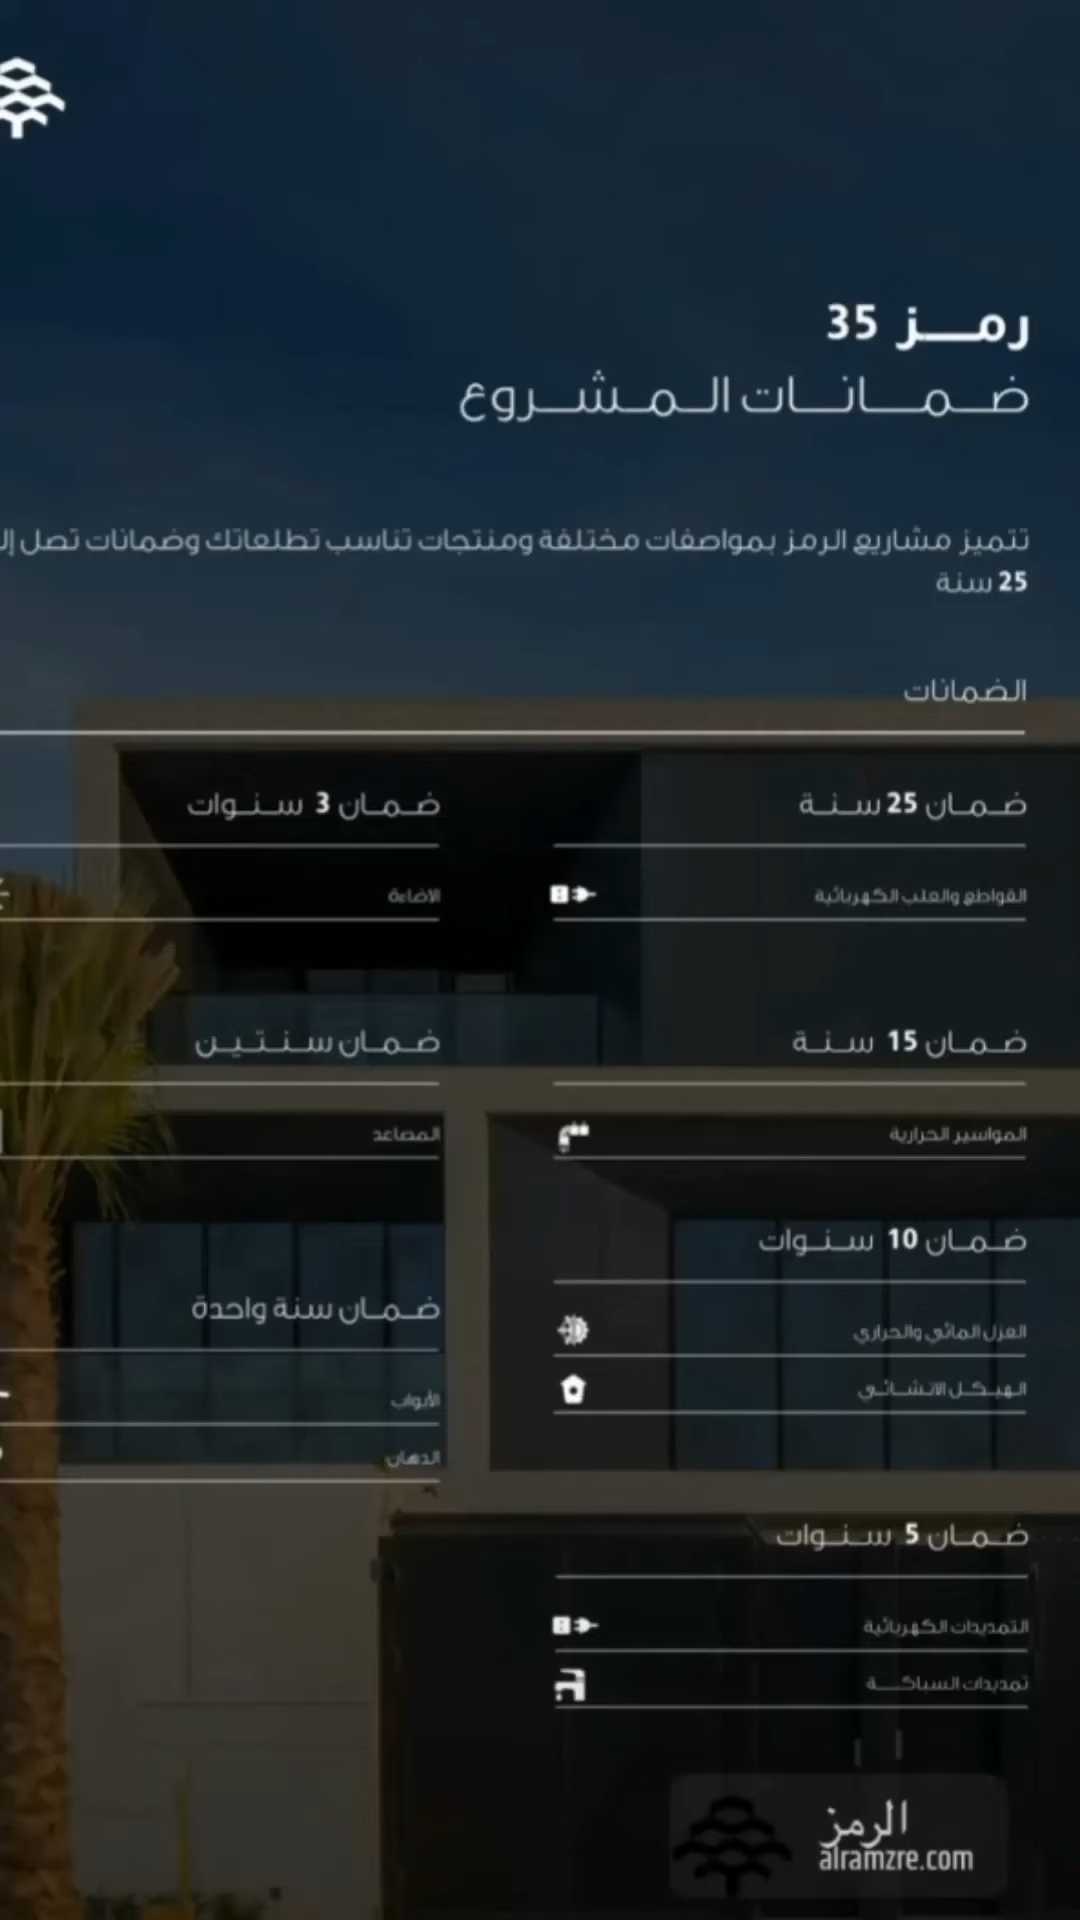 رمز 35
ضمانات المشروع
تتميز مشاريع الرمز بمواصفات مختلفة ومنتجات تناسب تطلعاتك وضمانات تصل
25 سنة
الضمانات
ضمان 25 سنة
القواطع والعلب الكهربائية
ضمان 15 سنة
المواسير الحرارية
ضمان 10 سنوات
العزل المائي والحراري
الهيكل الانشائي
ضمان 5 سنوات
التمديدات الكهربائية
تمديدات السباكة
ضمان 3 سنوات
الاضاءة
ضمان سنتين
المصاعد
ضمان سنة واحدة
الأبواب
الدهان
الرمز
alramzre.com